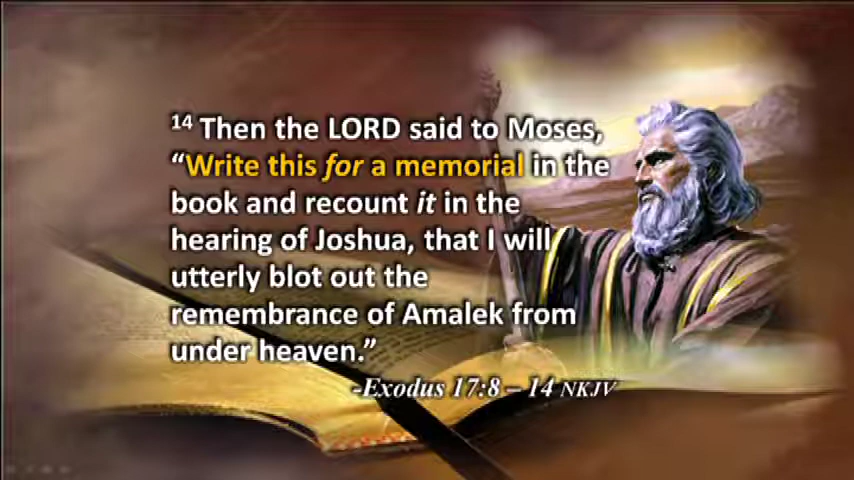 14 Then the LORD said to Moses,
“Write this for a memorial in the
book and recount it in the
hearing of Joshua, that I will
utterly blot out the
remembrance of Amalek from
under heaven.”
-Exodus 17:8 – 14 NKJV